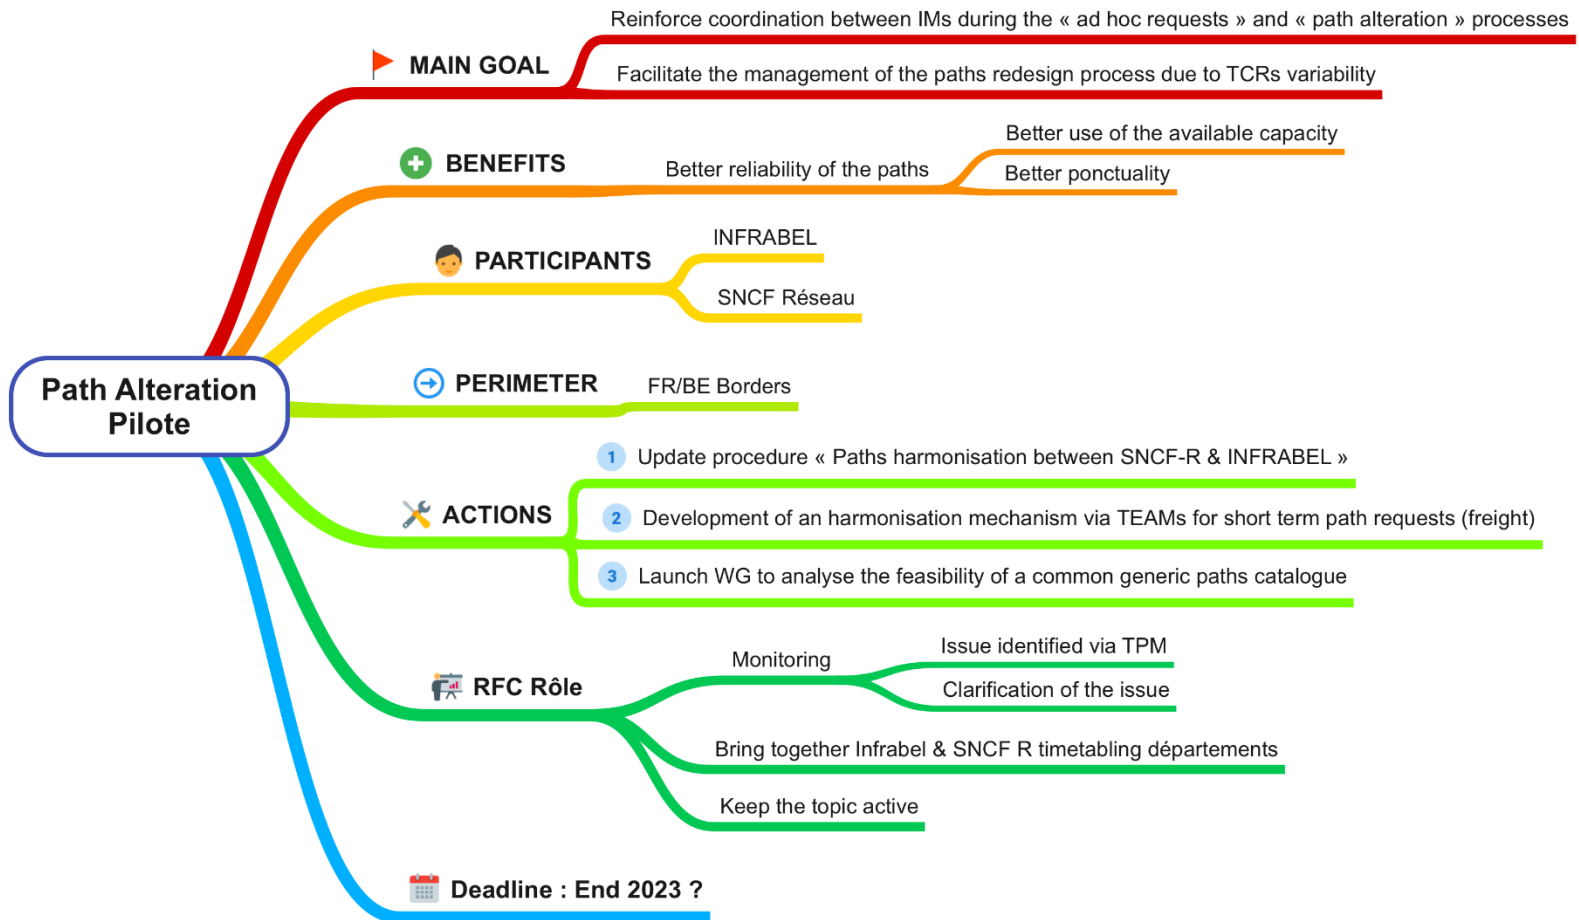 Path Alteration
Pilote
MAIN GOAL
Reinforce coordination between IMs during the « ad hoc requests » and « path alteration » processes
Facilitate the management of the paths redesign process due to TCRs variability
BENEFITS
Better reliability of the paths
Better use of the available capacity
Better ponctuality
PARTICIPANTS
INFRABEL
SNCF Réseau
PERIMETER
FR/BE Borders
ACTIONS
1 Update procedure « Paths harmonisation between SNCF-R & INFRABEL »
2 Development of an harmonisation mechanism via TEAMs for short term path requests (freight)
3 Launch WG to analyse the feasibility of a common generic paths catalogue
RFC Rôle
Monitoring
Issue identified via TPM
Clarification of the issue
Bring together Infrabel & SNCF R timetabling départements
Keep the topic active
Deadline : End 2023 ?